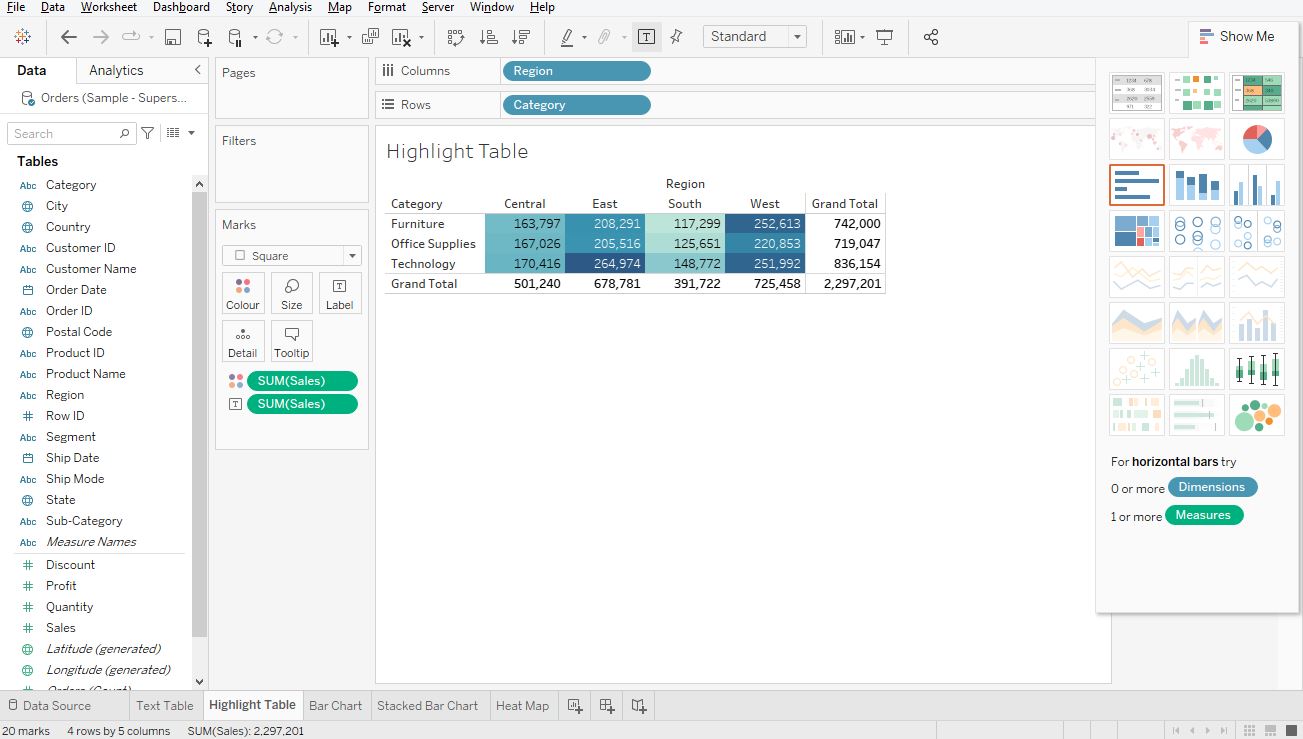 File Data Worksheet Dashboard Story Analysis Map Format Server Window Help
Standard
Show Me
Data Analytics
Orders (Sample - Supers...
Search
Tables
Abc Category
City
Country
Abc Customer ID
Abc Customer Name
Order Date
Abc Order ID
Postal Code
Abc Product ID
Abc Product Name
Abc Region
Row ID
Abc Segment
Ship Date
Abc Ship Mode
State
Abc Sub-Category
Abc Measure Names
Discount
Profit
Quantity
Sales
Latitude (generated)
Longitude (generated)
Orders (Count)
Pages
Filters
Marks
Square
Colour Size Label
Detail Tooltip
SUM(Sales)
SUM(Sales)
Columns Region
Rows Category
Highlight Table
Region
Category Central East South West Grand Total
Furniture 163,797 208,291 117,299 252,613 742,000
Office Supplies 167,026 205,516 125,651 220,853 719,047
Technology 170,416 264,974 148,772 251,992 836,154
Grand Total 501,240 678,781 391,722 725,458 2,297,201
For horizontal bars try
0 or more Dimensions
1 or more Measures
Data Source Text Table Highlight Table Bar Chart Stacked Bar Chart Heat Map
20 marks 4 rows by 5 columns SUM(Sales): 2,297,201